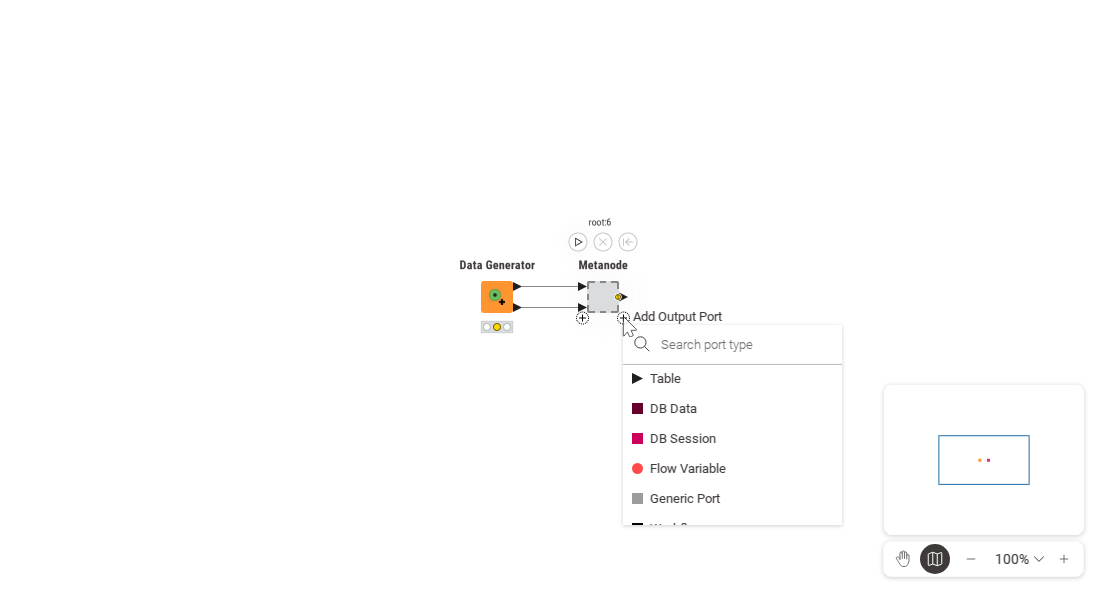 root:6
Data Generator
Metanode
Add Output Port
Search port type
Table
DB Data
DB Session
Flow Variable
Generic Port
100%